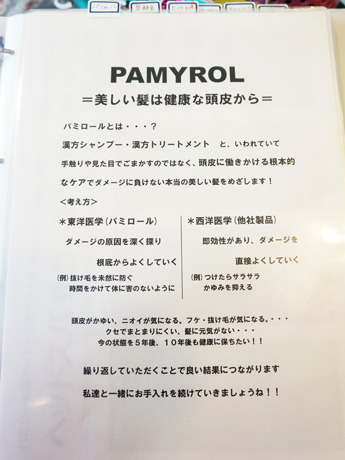 PAMYROL
=美しい髪は健康な頭皮から=
パミロールとは・・・？
漢方シャンプー・漢方トリートメント　と、いわれていて
手触りや見た目でごまかすのではなく、頭皮に働きかける根本的
なケアでダメージに負けない本当の美しい髪をめざします！
<考え方>
＊東洋医学（パミロール）
ダメージの原因を深く探り
根底からよくしていく
（例）抜け毛を未然に防ぐ
時間をかけて体に害のないように
＊西洋医学（他社製品）
即効性があり、ダメージを
直接よくしていく
（例）つけたらサラサラ
かゆみを抑える
頭皮がかゆい、ニオイが気になる。フケ・抜け毛が気になる。・・・
クセでまとまりにくい、髪に元気がない・・・
今の状態を５年後、１０年後も健康に保ちたい！！
繰り返していただくことで良い結果につながります
私達と一緒にお手入れを続けていきましょうね！！